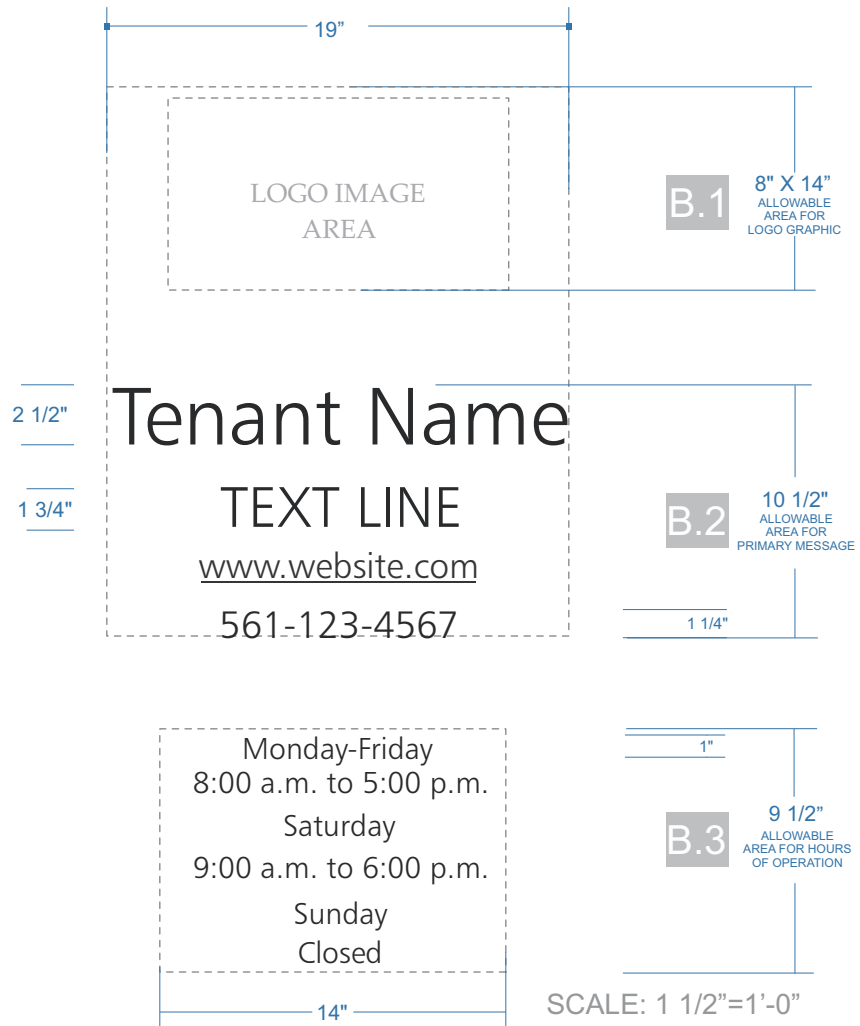 19”
LOGO IMAGE
AREA
B.1
8" X 14”
ALLOWABLE
AREA FOR
LOGO GRAPHIC
2 1/2"
Tenant Name
1 3/4"
TEXT LINE
www.website.com
561-123-4567
B.2
10 1/2"
ALLOWABLE
AREA FOR
PRIMARY MESSAGE
1 1/4"
Monday-Friday
8:00 a.m. to 5:00 p.m.
Saturday
9:00 a.m. to 6:00 p.m.
Sunday
Closed
1"
B.3
9 1/2”
ALLOWABLE
AREA FOR HOURS
OF OPERATION
14"
SCALE: 1 1/2”=1’-0”